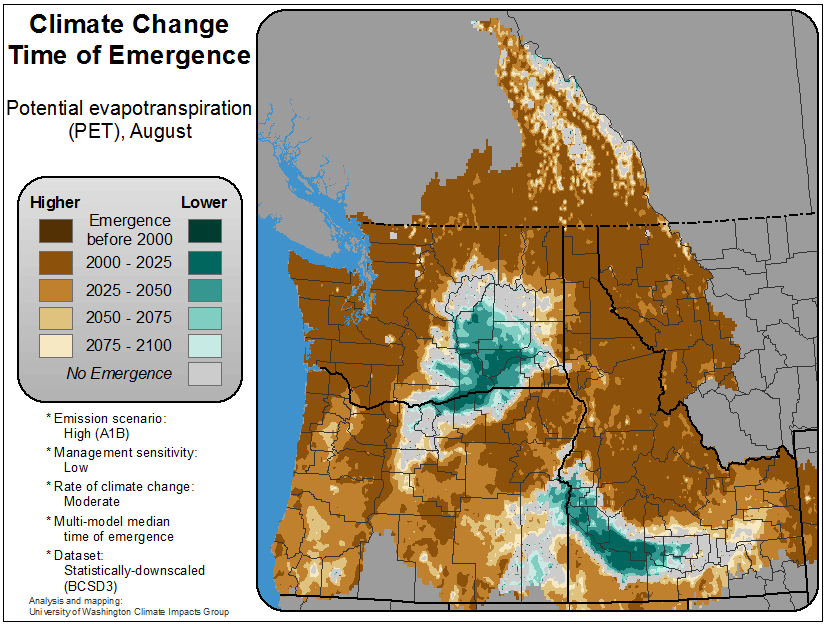 Climate Change
Time of Emergence
Potential evapotranspiration
(PET), August
Higher
Lower
Emergence
before 2000
2000 - 2025
2025 - 2050
2050 - 2075
2075 - 2100
No Emergence
* Emission scenario:
High (A1B)
* Management sensitivity:
Low
* Rate of climate change:
Moderate
* Multi-model median
time of emergence
* Dataset:
Statistically-downscaled
(BCSD3)
Analysis and mapping:
University of Washington Climate Impacts Group